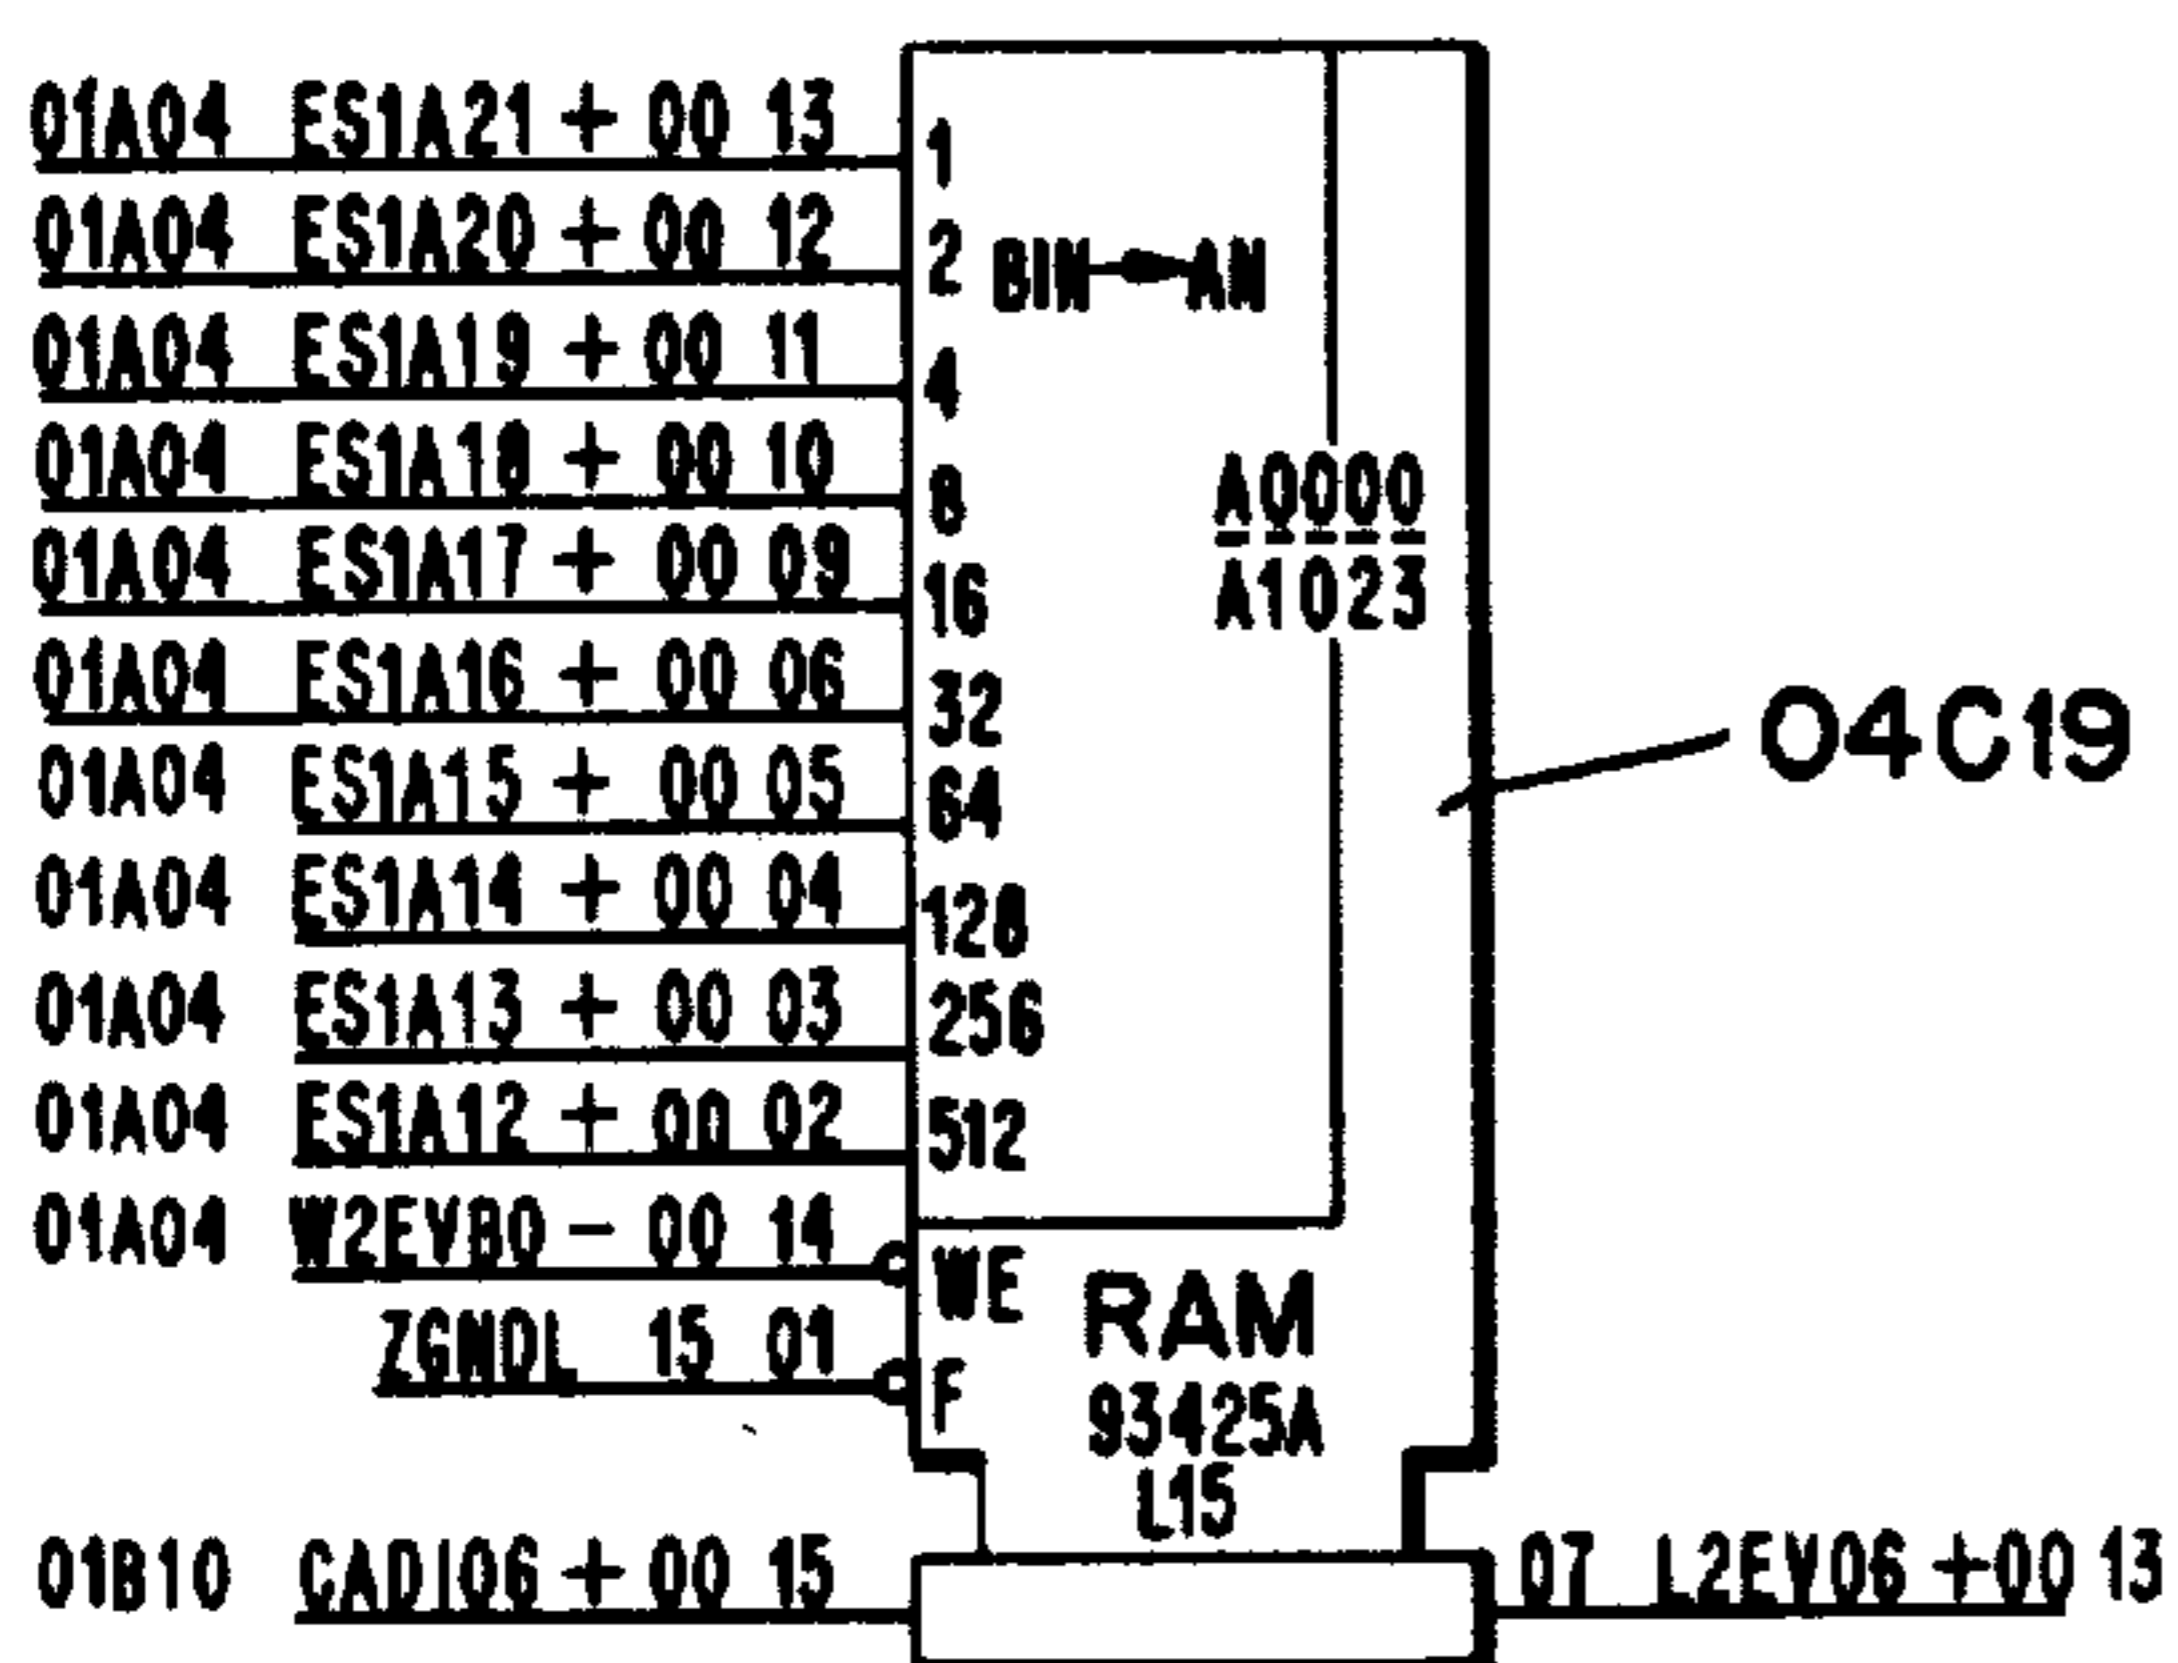 01A04 ES1A21+00 13
1
01A04 ES1A20+00 12
2 BIN AN
01A04 ES1A19+00 11
4
01A04 ES1A18+00 10
8
A0000
01A04 ES1A17+00 09
16
A1023
01A04 ES1A16+00 06
32
04C19
01A04 ES1A15+00 05
64
01A04 ES1A14+00 04
128
01A04 ES1A13+00 03
256
01A04 ES1A12+00 02
512
01A04 W2EVB0-00 14
WE
RAM
ZGMDL 15 01
F
93425A
L15
01B10 CADI06+00 15
07 L2EV06+00 13